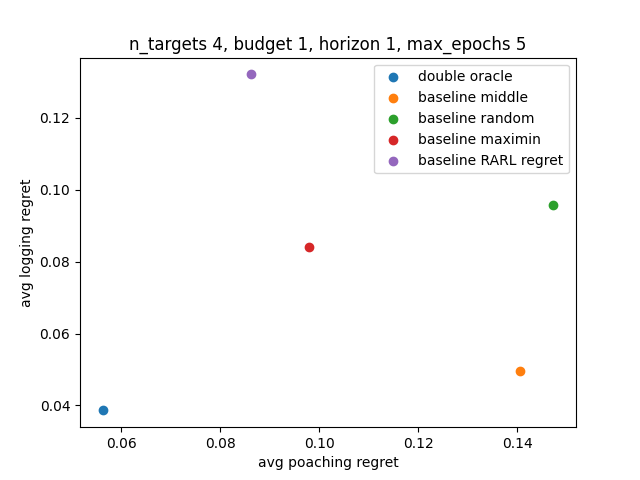 n_targets 4, budget 1, horizon 1, max_epochs 5
double oracle
baseline middle
baseline random
baseline maximin
baseline RARL regret
avg logging regret
0.12
0.10
0.08
0.06
0.04
0.06 0.08 0.10 0.12 0.14
avg poaching regret